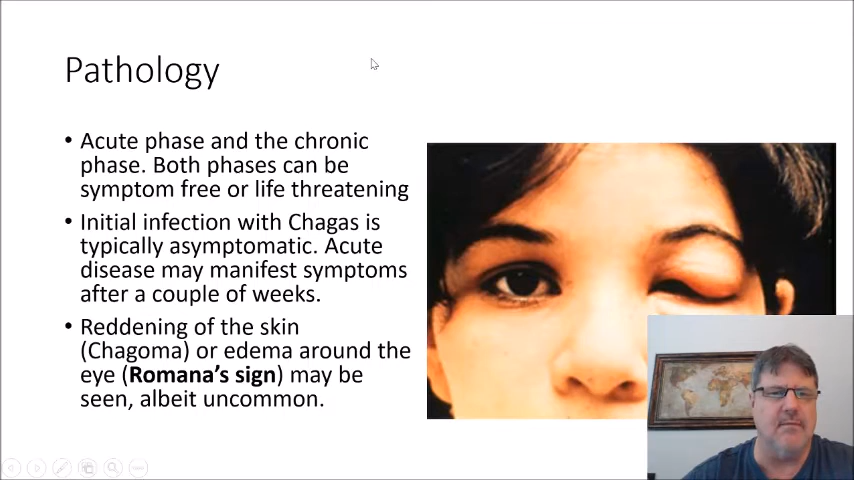 Pathology
• Acute phase and the chronic
phase. Both phases can be
symptom free or life threatening
• Initial infection with Chagas is
typically asymptomatic. Acute
disease may manifest symptoms
after a couple of weeks.
• Reddening of the skin
(Chagoma) or edema around the
eye (Romana’s sign) may be
seen, albeit uncommon.